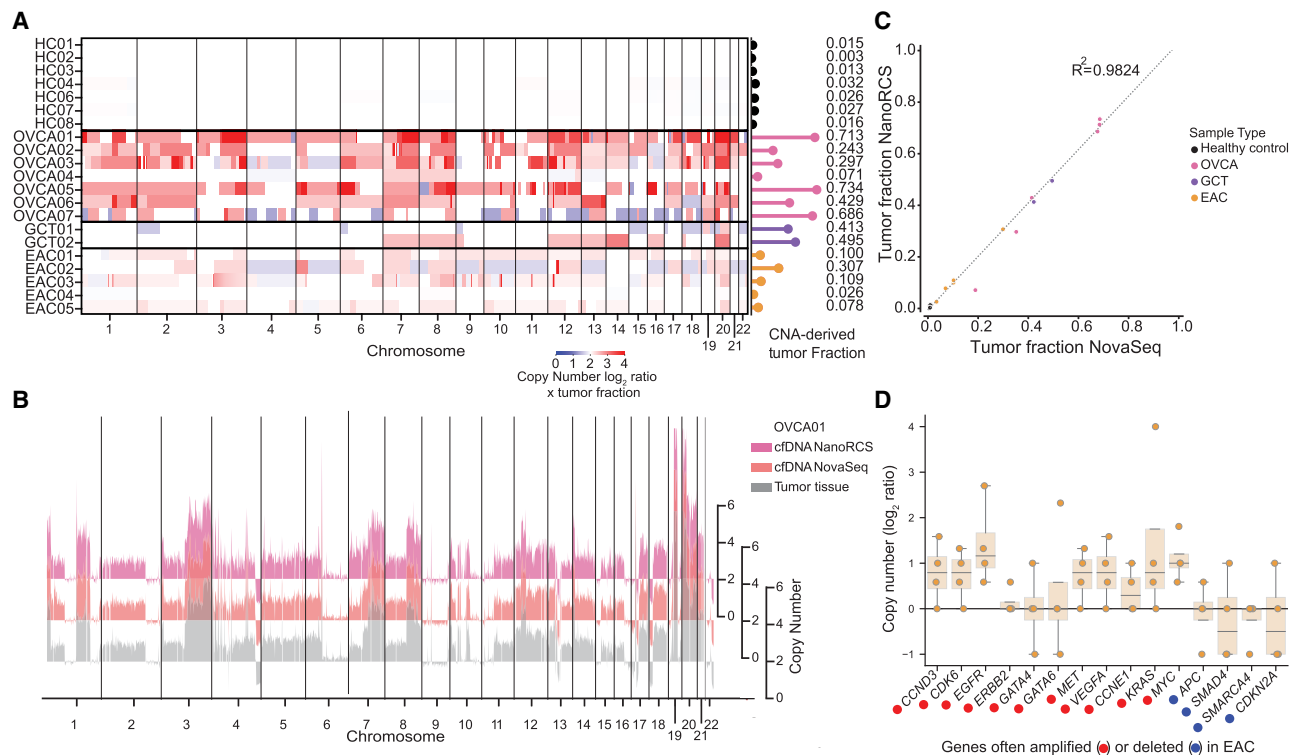 A
HC01
HC02
HC03
HC04
HC06
HC07
HC08
OVCA01
OVCA02
OVCA03
OVCA04
OVCA05
OVCA06
OVCA07
GCT01
GCT02
EAC01
EAC02
EAC03
EAC04
EAC05
0.015
0.003
0.013
0.032
0.026
0.027
0.016
0.713
0.243
0.297
0.071
0.734
0.429
0.686
0.413
0.495
0.100
0.307
0.109
0.026
0.078
1 2 3 4 5 6 7 8 9 10 11 12 13 14 15 16 17 18 19 20 21 22
Chromosome
CNA-derived
tumor Fraction
0 1 2 3 4
Copy Number log2 ratio
x tumor fraction
C
Tumor fraction NanoRCS
1.0
0.8
0.6
0.4
0.2
0.0
R2=0.9824
0.0 0.2 0.4 0.6 0.8 1.0
Tumor fraction NovaSeq
Sample Type
Healthy control
OVCA
GCT
EAC
B
OVCA01
cfDNA NanoRCS
cfDNA NovaSeq
Tumor tissue
6
4
2
0
6
4
2
0
6
4
2
0
Copy Number
1 2 3 4 5 6 7 8 9 10 11 12 13 14 15 16 17 18 19 20 21 22
Chromosome
D
Copy number (log2 ratio)
4
3
2
1
0
−1
CCND3
CDK6
EGFR
ERBB2
GATA4
GATA6
MET
VEGFA
CCNE1
KRAS
MYC
APC
SMAD4
SMARCA4
CDKN2A
Genes often amplified ( ) or deleted ( ) in EAC